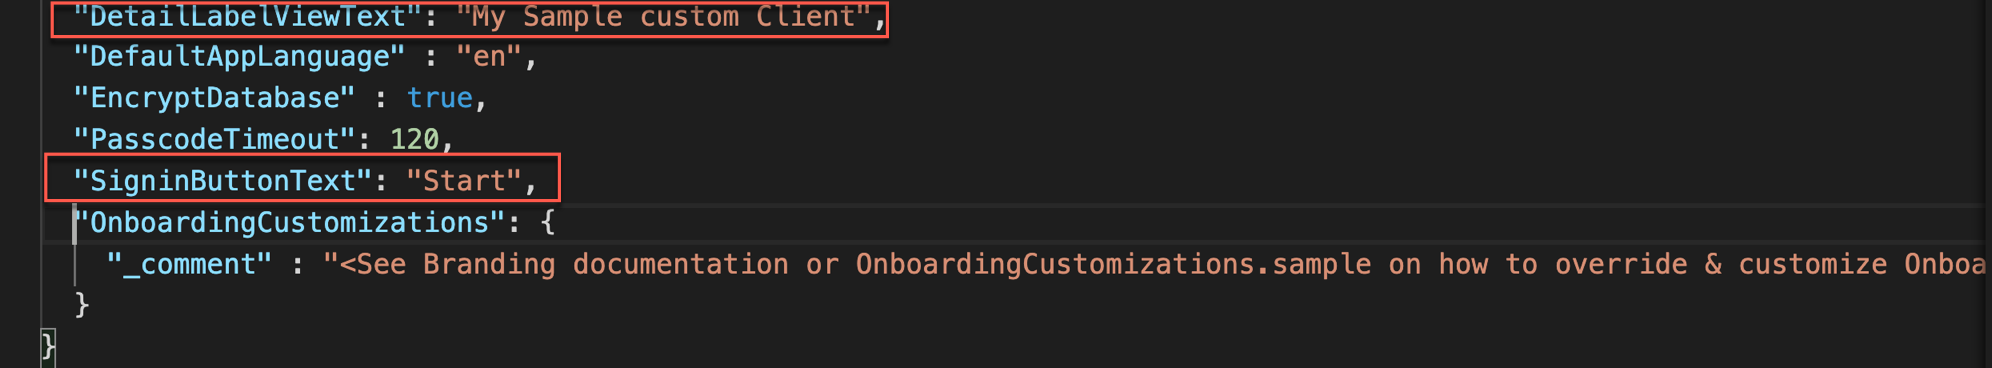 "DetailLabelViewText": "My Sample custom Client",
"DefaultAppLanguage" : "en",
"EncryptDatabase" : true,
"PasscodeTimeout": 120,
"SigninButtonText": "Start",
"OnboardingCustomizations": {
"_comment" : "<See Branding documentation or OnboardingCustomizations.sample on how to override & customize Onboa
}
}